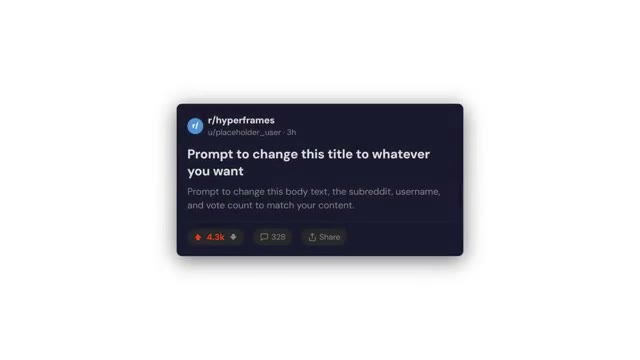 r/
r/hyperframes
u/placeholder_user · 3h
Prompt to change this title to whatever
you want
Prompt to change this body text, the subreddit, username,
and vote count to match your content.
4.3k
328
Share